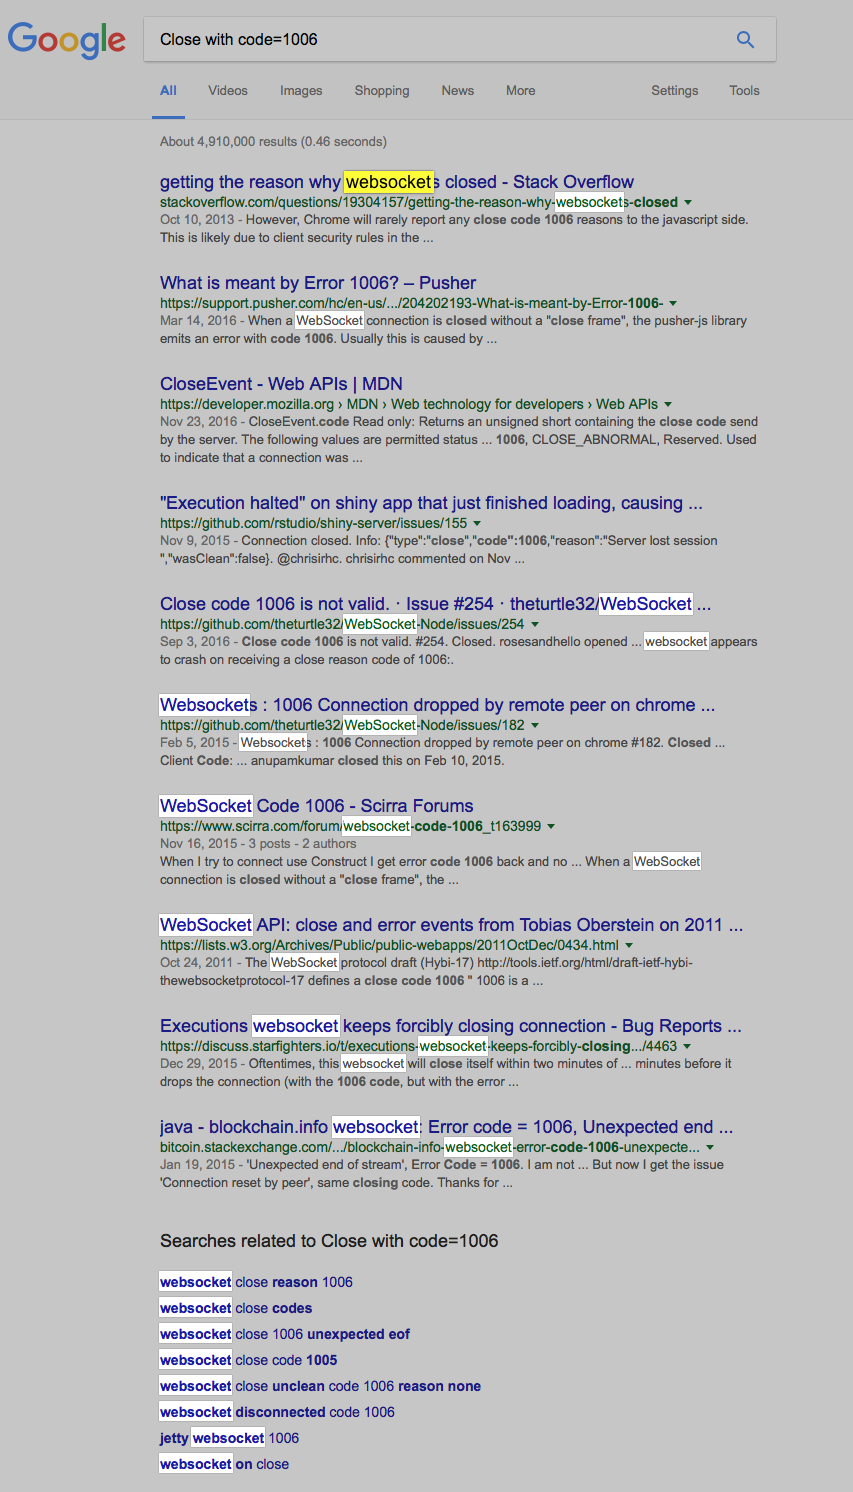 Google
Close with code=1006
All Videos Images Shopping News More Settings Tools
About 4,910,000 results (0.46 seconds)
getting the reason why websockets closed - Stack Overflow
stackoverflow.com/questions/19304157/getting-the-reason-why-websockets-closed
Oct 10, 2013 - However, Chrome will rarely report any close code 1006 reasons to the javascript side.
This is likely due to client security rules in the ...
What is meant by Error 1006? – Pusher
https://support.pusher.com/hc/en-us/.../204202193-What-is-meant-by-Error-1006-
Mar 14, 2016 - When a WebSocket connection is closed without a "close frame", the pusher-js library
emits an error with code 1006. Usually this is caused by ...
CloseEvent - Web APIs | MDN
https://developer.mozilla.org › MDN › Web technology for developers › Web APIs
Nov 23, 2016 - CloseEvent.code Read only: Returns an unsigned short containing the close code send
by the server. The following values are permitted status ... 1006, CLOSE_ABNORMAL, Reserved. Used
to indicate that a connection was ...
"Execution halted" on shiny app that just finished loading, causing ...
https://github.com/rstudio/shiny-server/issues/155
Nov 9, 2015 - Connection closed. Info: {"type":"close","code":1006,"reason":"Server lost session
","wasClean":false}. @chrisirhc. chrisirhc commented on Nov ...
Close code 1006 is not valid. · Issue #254 · theturtle32/WebSocket ...
https://github.com/theturtle32/WebSocket-Node/issues/254
Sep 3, 2016 - Close code 1006 is not valid. #254. Closed. rosesandhello opened ... websocket appears
to crash on receiving a close reason code of 1006:.
Websockets : 1006 Connection dropped by remote peer on chrome ...
https://github.com/theturtle32/WebSocket-Node/issues/182
Feb 5, 2015 - Websockets : 1006 Connection dropped by remote peer on chrome #182. Closed ...
Client Code: ... anupamkumar closed this on Feb 10, 2015.
WebSocket Code 1006 - Scirra Forums
https://www.scirra.com/forum/websocket-code-1006_t163999
Nov 16, 2015 - 3 posts - 2 authors
When I try to connect use Construct I get error code 1006 back and no ... When a WebSocket
connection is closed without a "close frame", the ...
WebSocket API: close and error events from Tobias Oberstein on 2011 ...
https://lists.w3.org/Archives/Public/public-webapps/2011OctDec/0434.html
Oct 24, 2011 - The WebSocket protocol draft (Hybi-17) http://tools.ietf.org/html/draft-ietf-hybi-
thewebsocketprotocol-17 defines a close code 1006 " 1006 is a ...
Executions websocket keeps forcibly closing connection - Bug Reports ...
https://discuss.starfighters.io/t/executions-websocket-keeps-forcibly-closing.../4463
Dec 29, 2015 - Oftentimes, this websocket will close itself within two minutes of ... minutes before it
drops the connection (with the 1006 code, but with the error ...
java - blockchain.info websocket: Error code = 1006, Unexpected end ...
bitcoin.stackexchange.com/.../blockchain-info-websocket-error-code-1006-unexpecte...
Jan 19, 2015 - 'Unexpected end of stream', Error Code = 1006. I am not ... But now I get the issue
'Connection reset by peer', same closing code. Thanks for ...
Searches related to Close with code=1006
websocket close reason 1006
websocket close codes
websocket close 1006 unexpected eof
websocket close code 1005
websocket close unclean code 1006 reason none
websocket disconnected code 1006
jetty websocket 1006
websocket on close